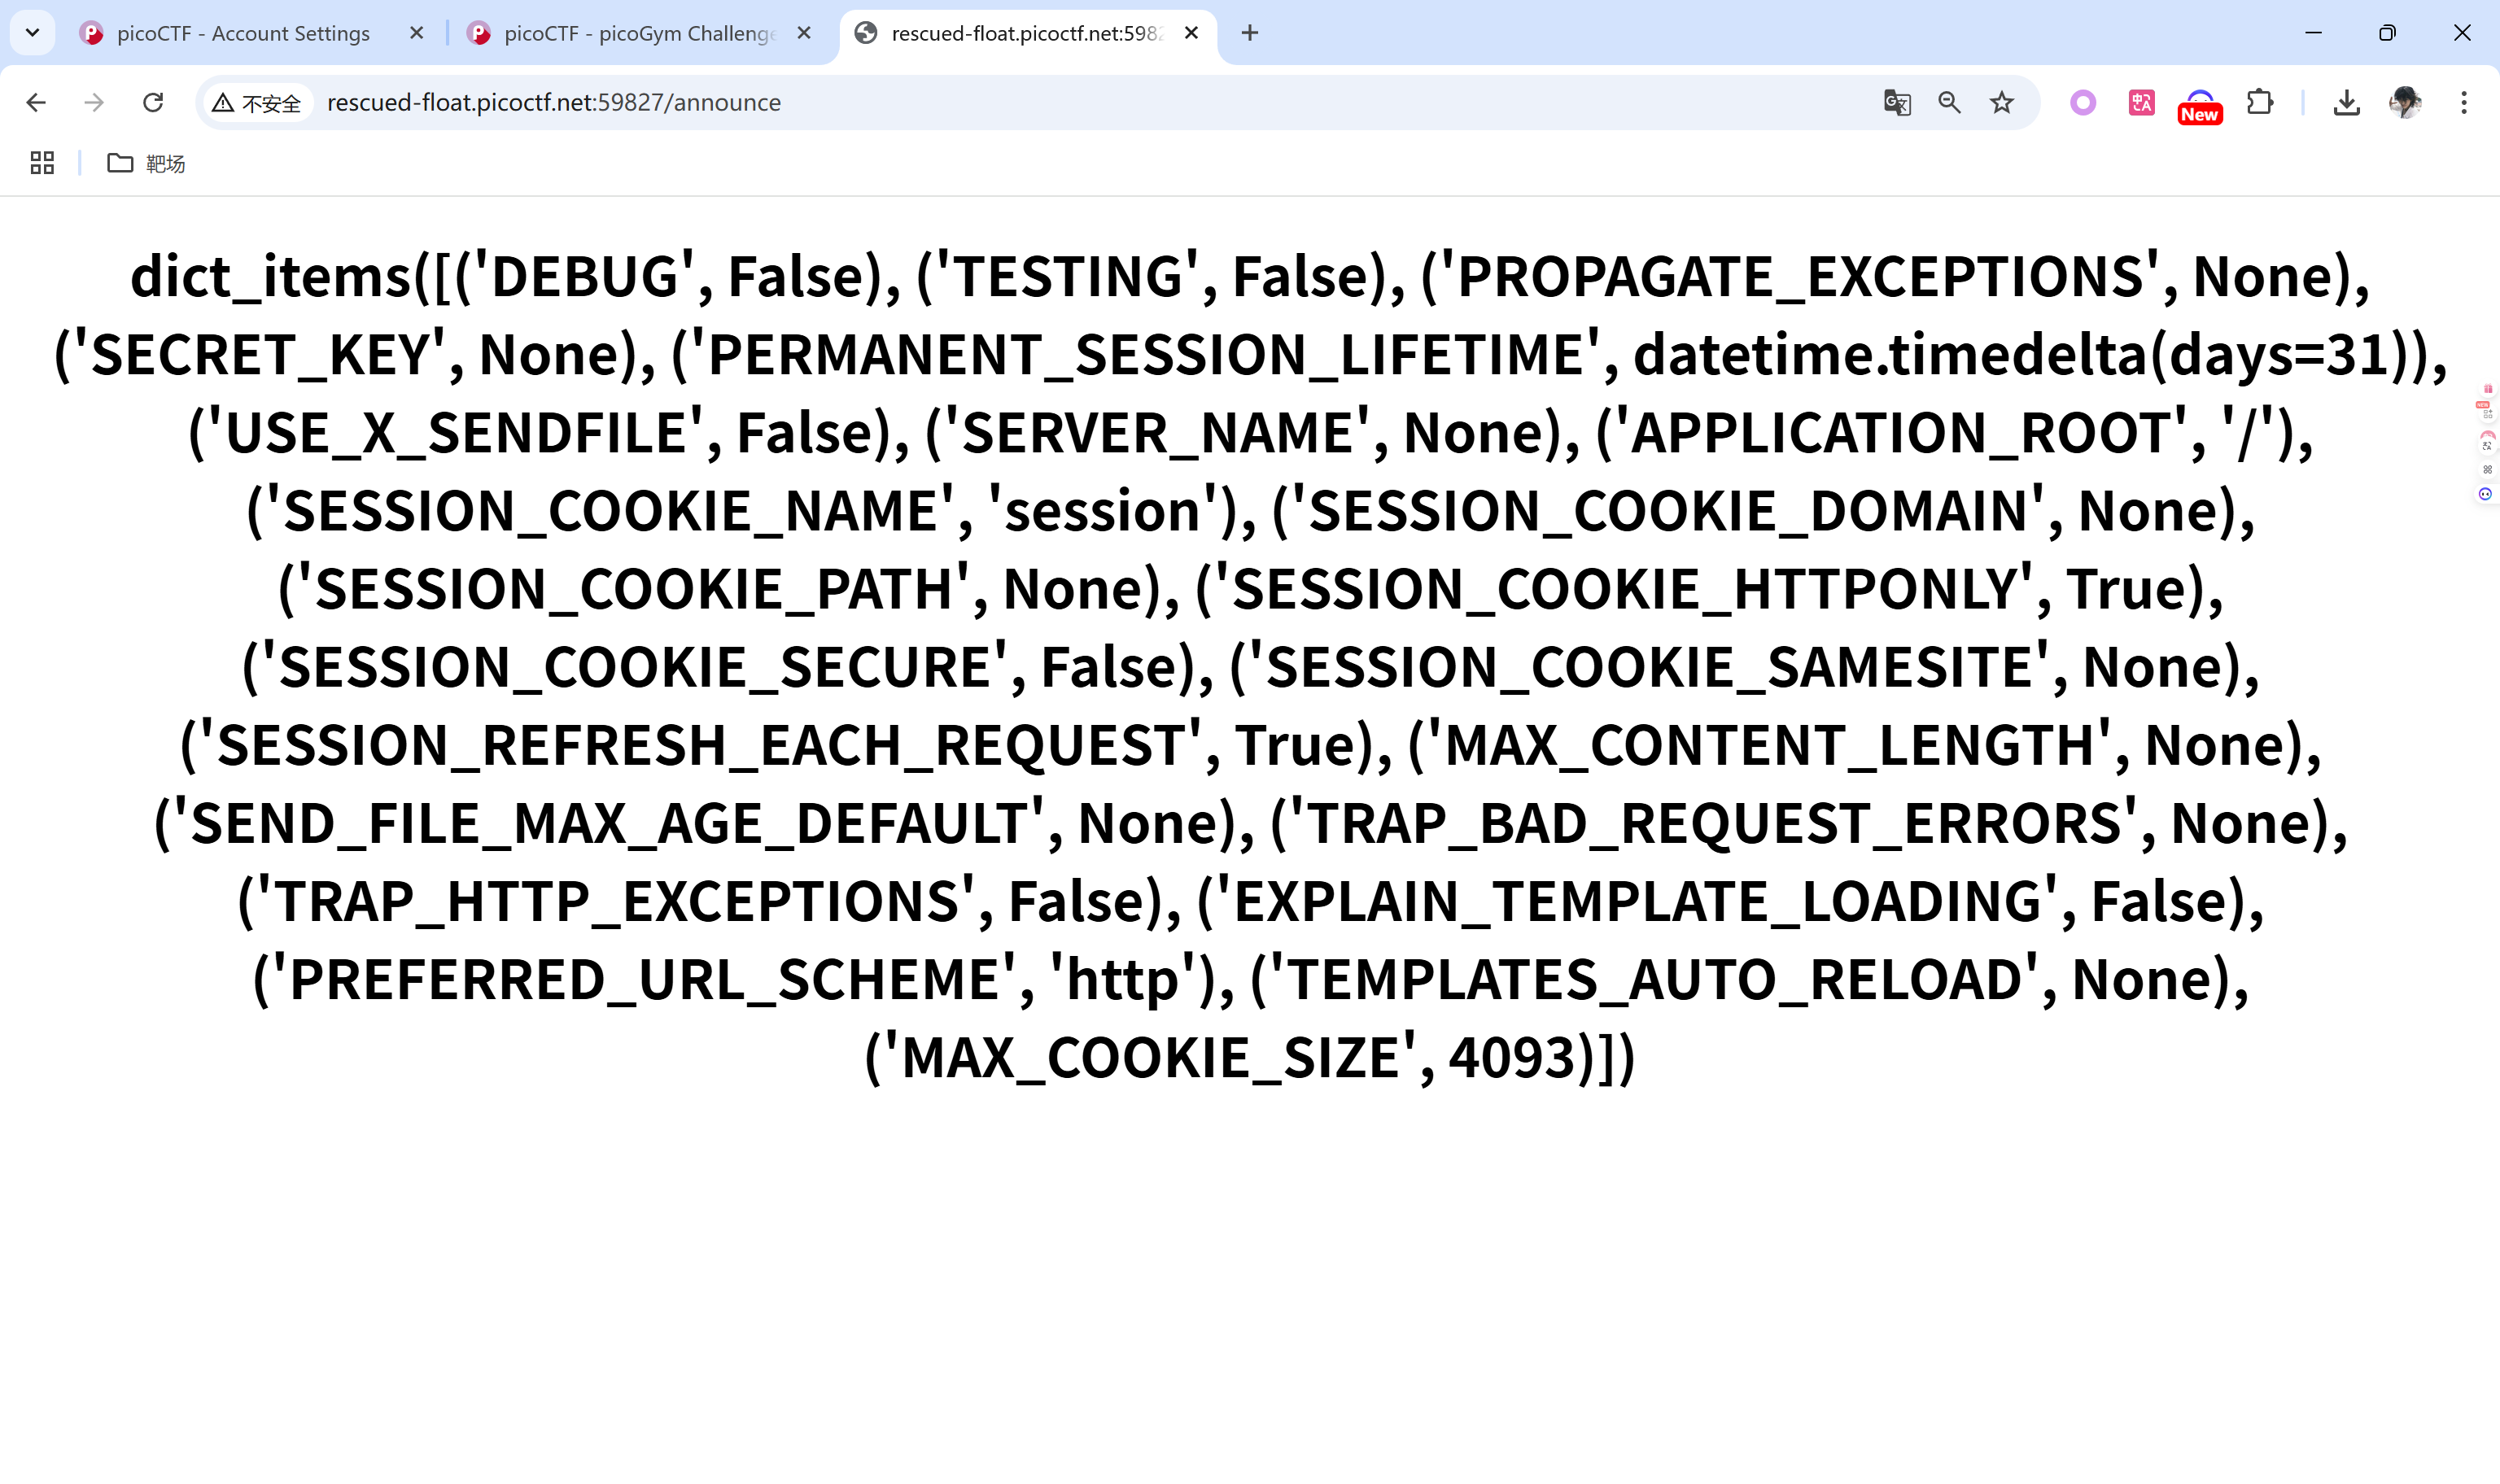 picoCTF - Account Settings
picoCTF - picoGym Challenge
rescued-float.picoctf.net:598
不安全
rescued-float.picoctf.net:59827/announce
New
靶场
dict_items([('DEBUG', False), ('TESTING', False), ('PROPAGATE_EXCEPTIONS', None),
('SECRET_KEY', None), ('PERMANENT_SESSION_LIFETIME', datetime.timedelta(days=31)),
('USE_X_SENDFILE', False), ('SERVER_NAME', None), ('APPLICATION_ROOT', '/'),
('SESSION_COOKIE_NAME', 'session'), ('SESSION_COOKIE_DOMAIN', None),
('SESSION_COOKIE_PATH', None), ('SESSION_COOKIE_HTTPONLY', True),
('SESSION_COOKIE_SECURE', False), ('SESSION_COOKIE_SAMESITE', None),
('SESSION_REFRESH_EACH_REQUEST', True), ('MAX_CONTENT_LENGTH', None),
('SEND_FILE_MAX_AGE_DEFAULT', None), ('TRAP_BAD_REQUEST_ERRORS', None),
('TRAP_HTTP_EXCEPTIONS', False), ('EXPLAIN_TEMPLATE_LOADING', False),
('PREFERRED_URL_SCHEME', 'http'), ('TEMPLATES_AUTO_RELOAD', None),
('MAX_COOKIE_SIZE', 4093)])